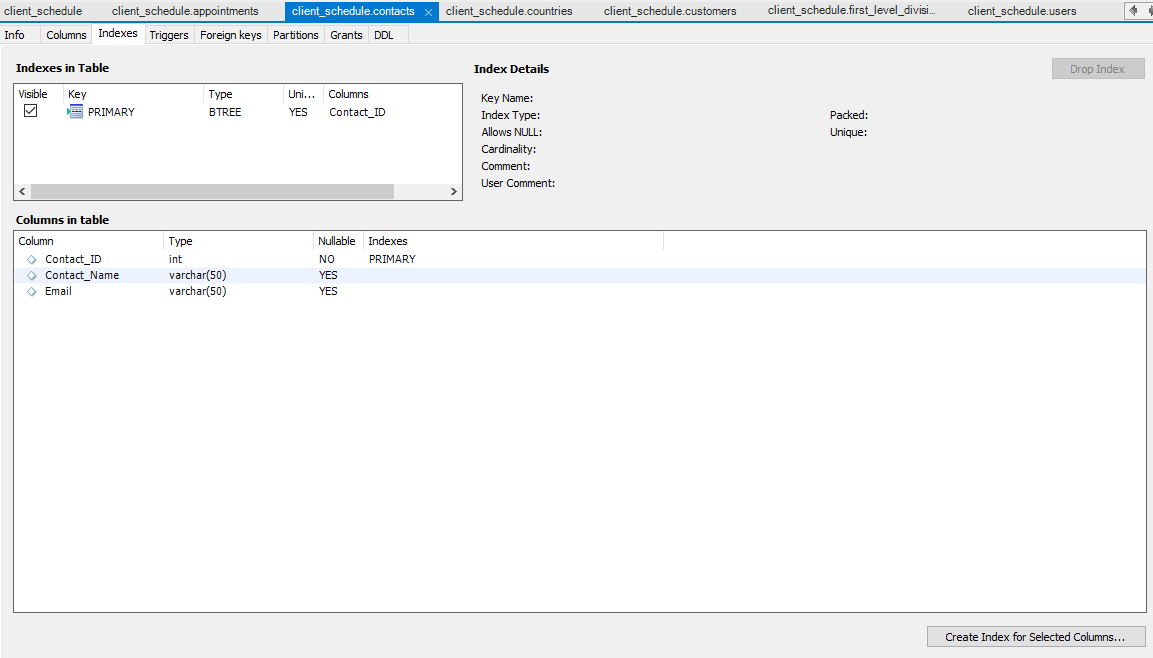 client_schedule client_schedule.appointments client_schedule.contacts client_schedule.countries client_schedule.customers client_schedule.first_level_divisi... client_schedule.users
Info Columns Indexes Triggers Foreign keys Partitions Grants DDL
Indexes in Table
Visible Key Type Uni... Columns
PRIMARY BTREE YES Contact_ID
Index Details
Drop Index
Key Name:
Index Type: Packed:
Allows NULL: Unique:
Cardinality:
Comment:
User Comment:
Columns in table
Column Type Nullable Indexes
Contact_ID int NO PRIMARY
Contact_Name varchar(50) YES
Email varchar(50) YES
Create Index for Selected Columns...